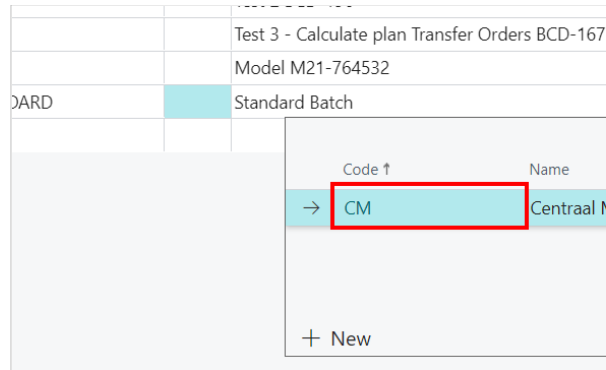 Test 3 - Calculate plan Transfer Orders BCD-167
Model M21-764532
DARD Standard Batch
Code ↑ Name
→ CM Centraal M
+ New